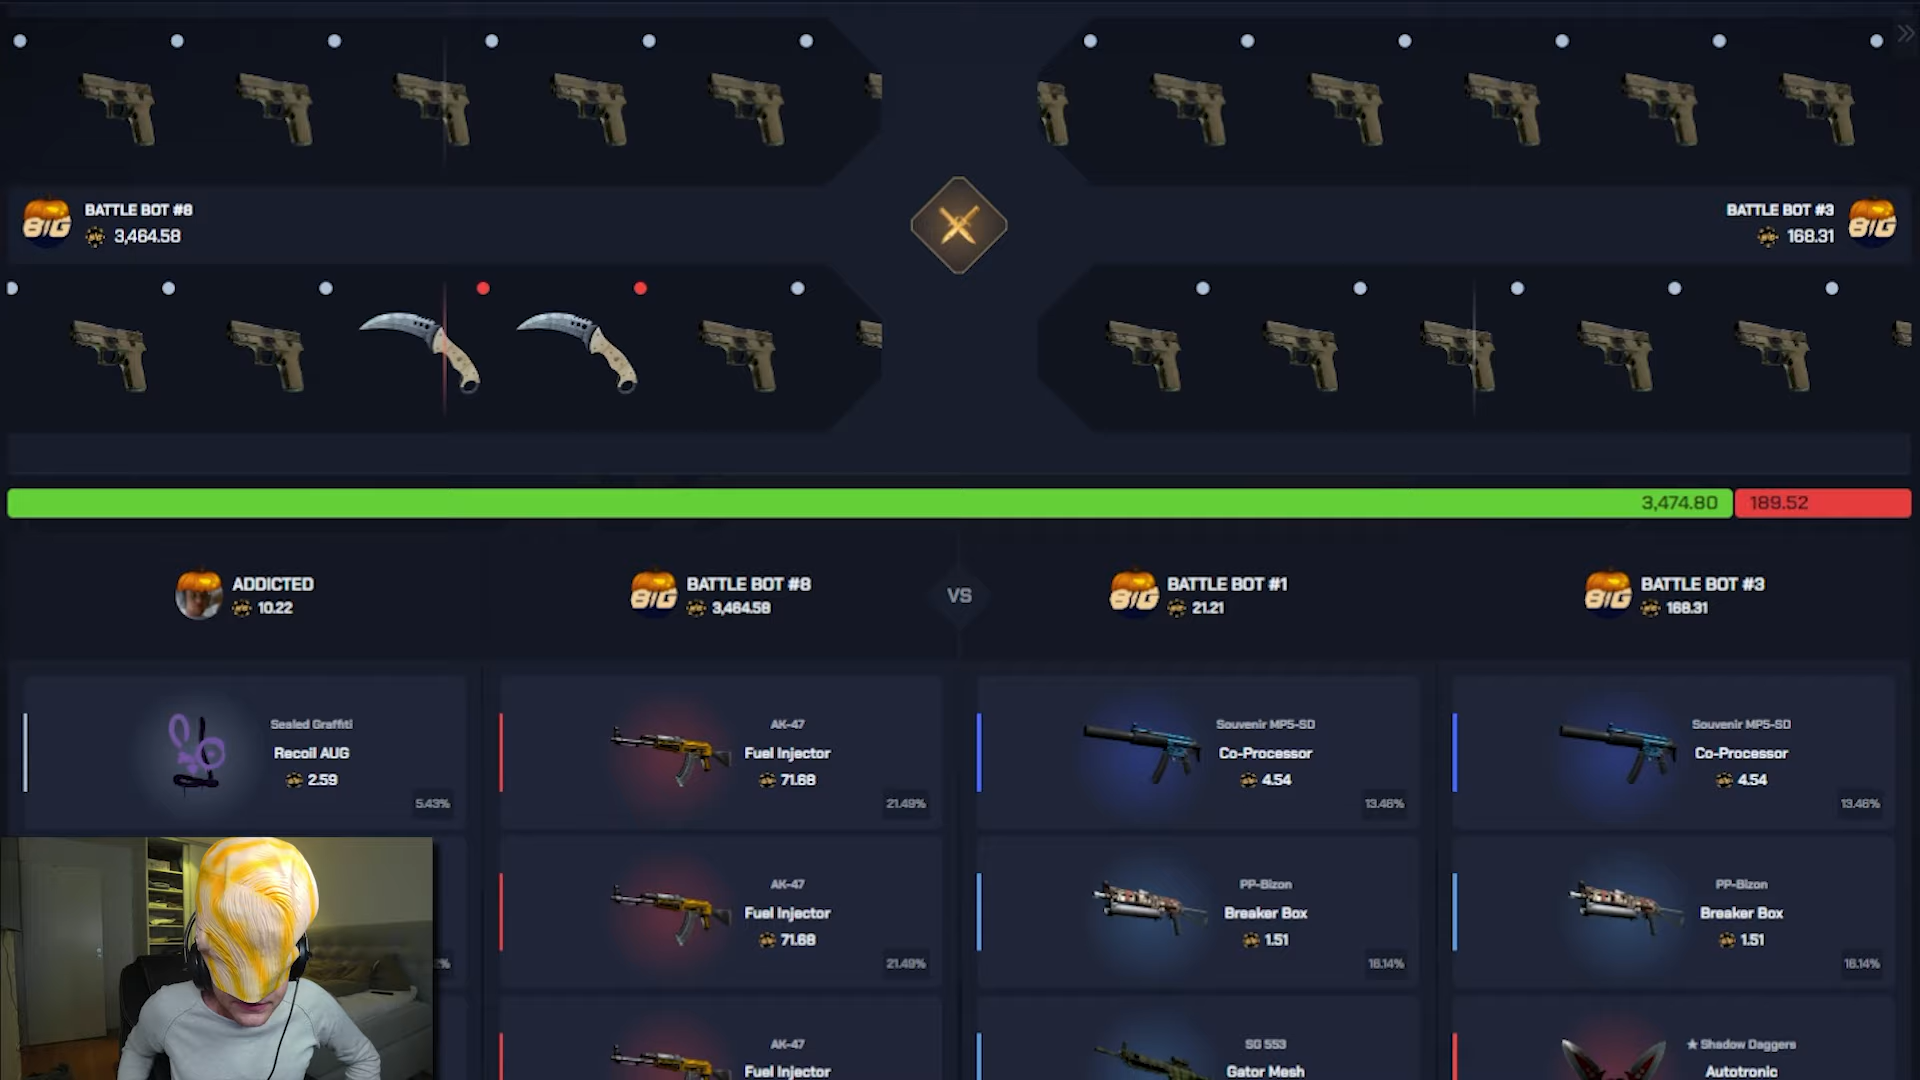 BATTLE BOT #8
3,464.58
BATTLE BOT #3
168.31
BIG
BIG
3,474.80
189.52
ADDICTED
10.22
BIG
BATTLE BOT #8
3,464.58
VS
BIG
BATTLE BOT #1
21.21
BIG
BATTLE BOT #3
168.31
Sealed Graffiti
Recoil AUG
2.59
5.43%
AK-47
Fuel Injector
71.68
21.49%
Souvenir MP5-SD
Co-Processor
4.54
13.46%
Souvenir MP5-SD
Co-Processor
4.54
13.46%
AK-47
Fuel Injector
71.68
21.49%
PP-Bizon
Breaker Box
1.51
16.14%
PP-Bizon
Breaker Box
1.51
16.14%
AK-47
Fuel Injector
SG 553
Gator Mesh
★ Shadow Daggers
Autotronic